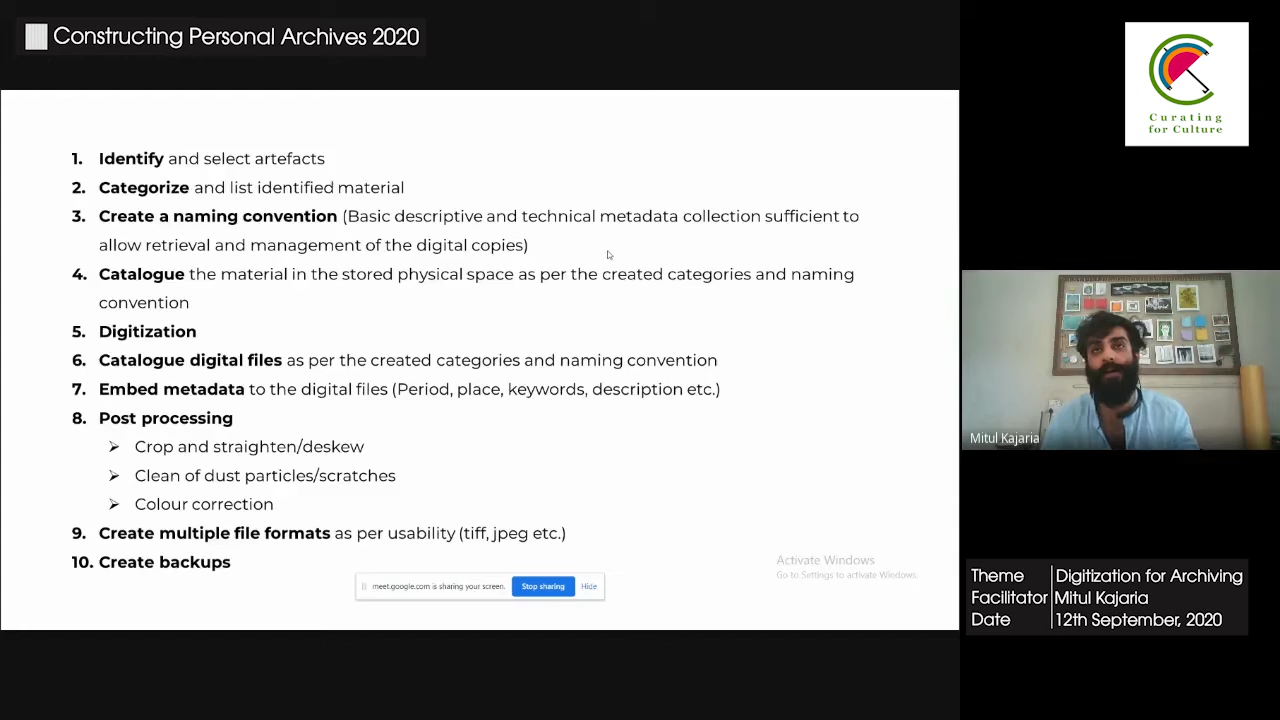 Constructing Personal Archives 2020
Curating
for Culture
1. Identify and select artefacts
2. Categorize and list identified material
3. Create a naming convention (Basic descriptive and technical metadata collection sufficient to
allow retrieval and management of the digital copies)
4. Catalogue the material in the stored physical space as per the created categories and naming
convention
5. Digitization
6. Catalogue digital files as per the created categories and naming convention
7. Embed metadata to the digital files (Period, place, keywords, description etc.)
8. Post processing
➢ Crop and straighten/deskew
➢ Clean of dust particles/scratches
➢ Colour correction
9. Create multiple file formats as per usability (tiff, jpeg etc.)
10. Create backups
Activate Windows
Go to Settings to activate Windows.
meet.google.com is sharing your screen. Stop sharing Hide
Mitul Kajaria
Theme Digitization for Archiving
Facilitator Mitul Kajaria
Date 12th September, 2020